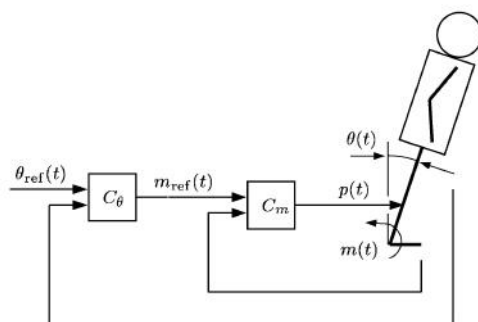 θ(t)
θ_ref(t)
m_ref(t)
p(t)
C_θ
C_m
m(t)